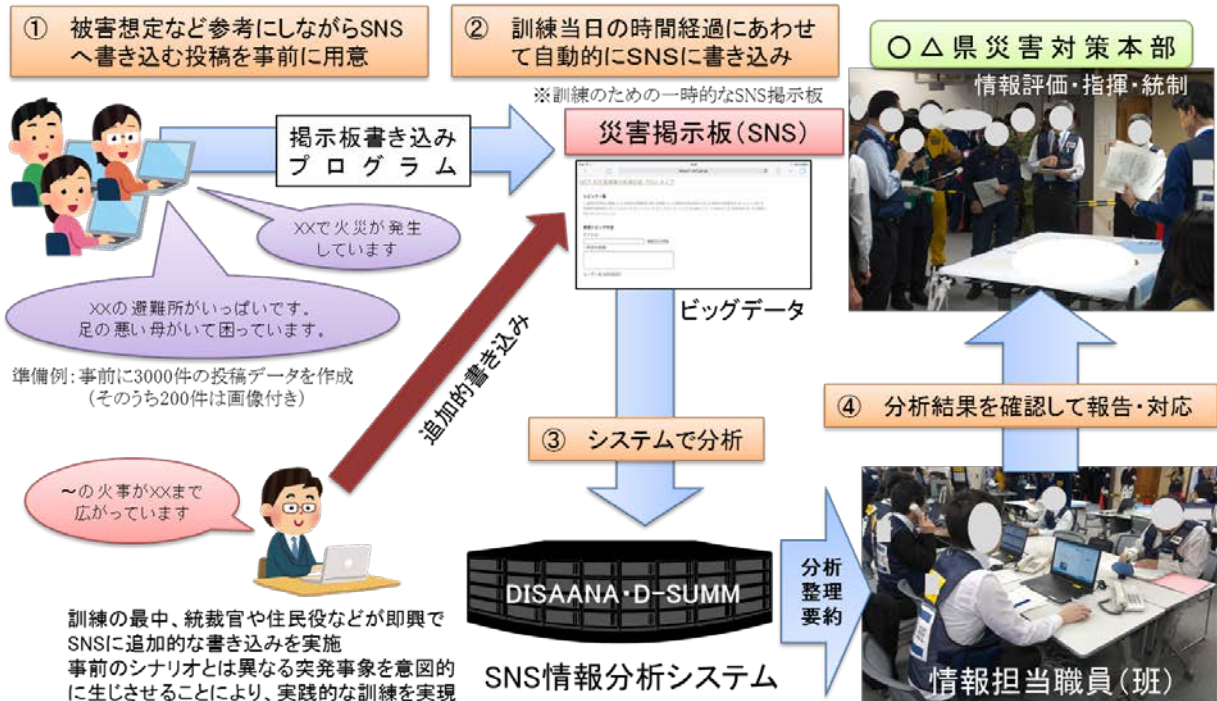 ① 被害想定など参考にしながらSNS
へ書き込む投稿を事前に用意
② 訓練当日の時間経過にあわせ
て自動的にSNSに書き込み
〇△県災害対策本部
情報評価・指揮・統制
※訓練のための一時的なSNS掲示板
災害掲示板(SNS)
掲示板書き込み
プログラム
XXで火災が発生
しています
XXの避難所がいっぱいです。
足の悪い母がいて困っています。
ビッグデータ
準備例:事前に3000件の投稿データを作成
(そのうち200件は画像付き)
追加的書き込み
④ 分析結果を確認して報告・対応
③ システムで分析
~の火事がXXまで
広がっています
DISAANA・D-SUMM
分析
整理
要約
訓練の最中、統裁官や住民役などが即興で
SNSに追加的な書き込みを実施
事前のシナリオとは異なる突発事象を意図的
に生じさせることにより、実践的な訓練を実現
SNS情報分析システム
情報担当職員(班)